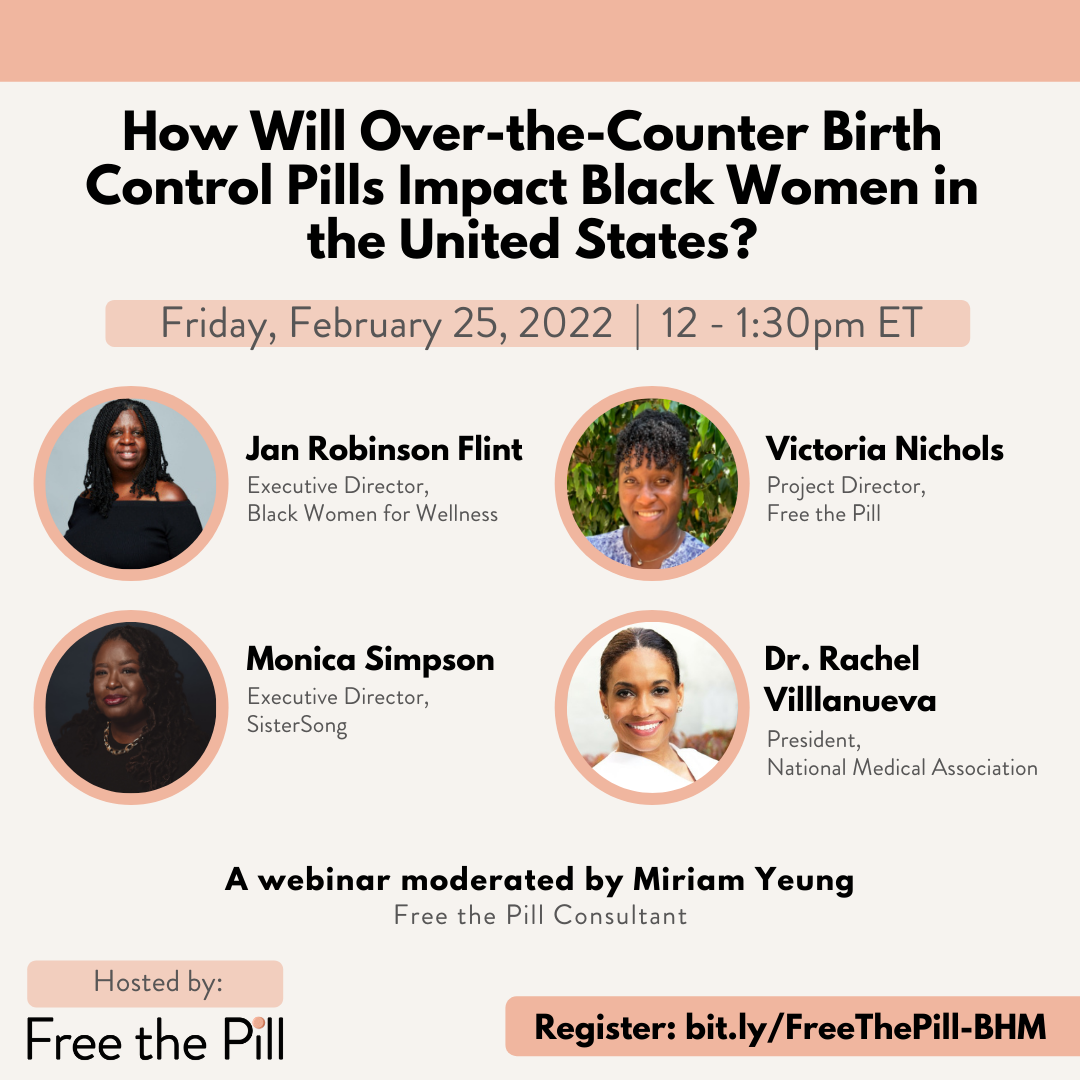 How Will Over-the-Counter Birth
Control Pills Impact Black Women in
the United States?
Friday, February 25, 2022 | 12 - 1:30pm ET
Jan Robinson Flint
Executive Director,
Black Women for Wellness
Victoria Nichols
Project Director,
Free the Pill
Monica Simpson
Executive Director,
SisterSong
Dr. Rachel
Villlanueva
President,
National Medical Association
A webinar moderated by Miriam Yeung
Free the Pill Consultant
Hosted by:
Free the Pill
Register: bit.ly/FreeThePill-BHM